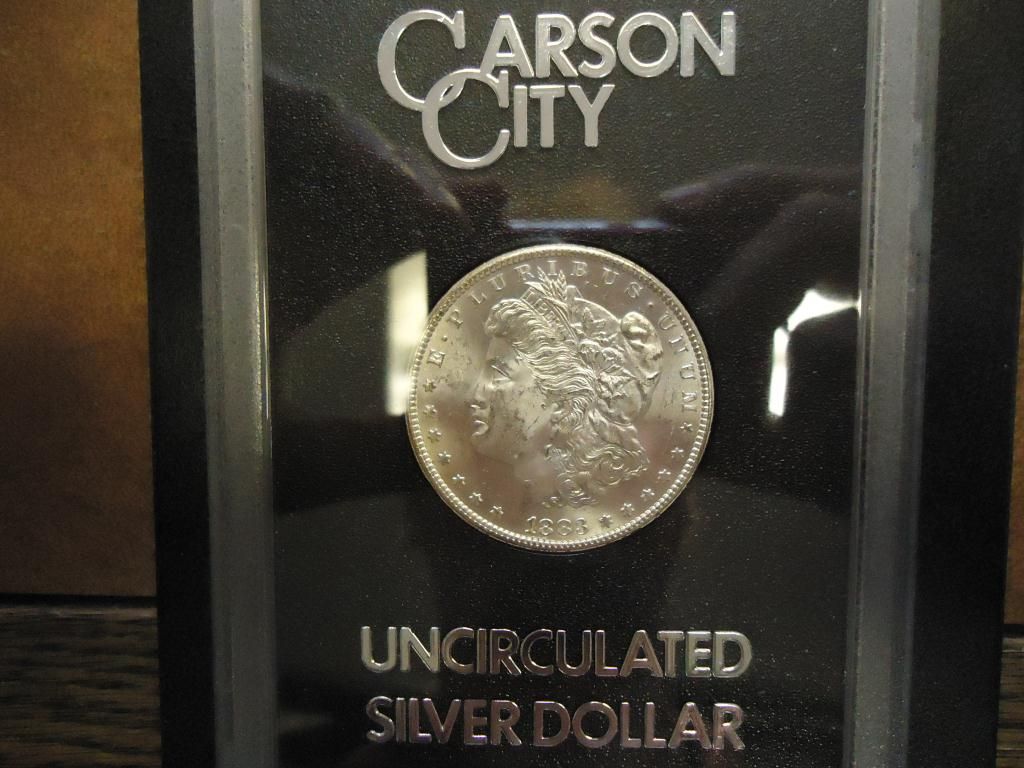 CARSON
CITY
E·PLURIBUS·UNUM
1883
UNCIRCULATED
SILVER DOLLAR